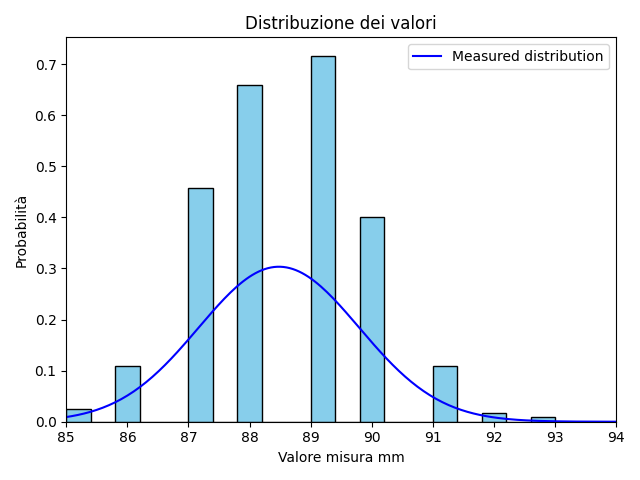 Distribuzione dei valori
Measured distribution
Probabilità
0.7
0.6
0.5
0.4
0.3
0.2
0.1
0.0
85 86 87 88 89 90 91 92 93 94
Valore misura mm